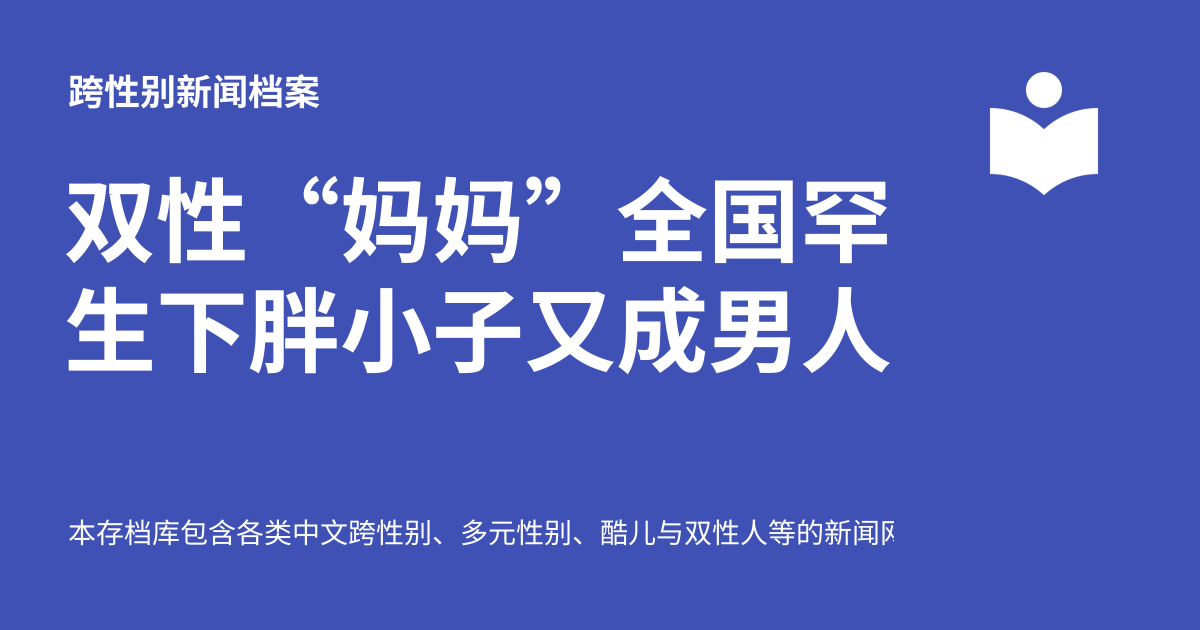 跨性别新闻档案
双性“妈妈”全国罕
生下胖小子又成男人
本存档库包含各类中文跨性别、多元性别、酷儿与双性人等的新闻